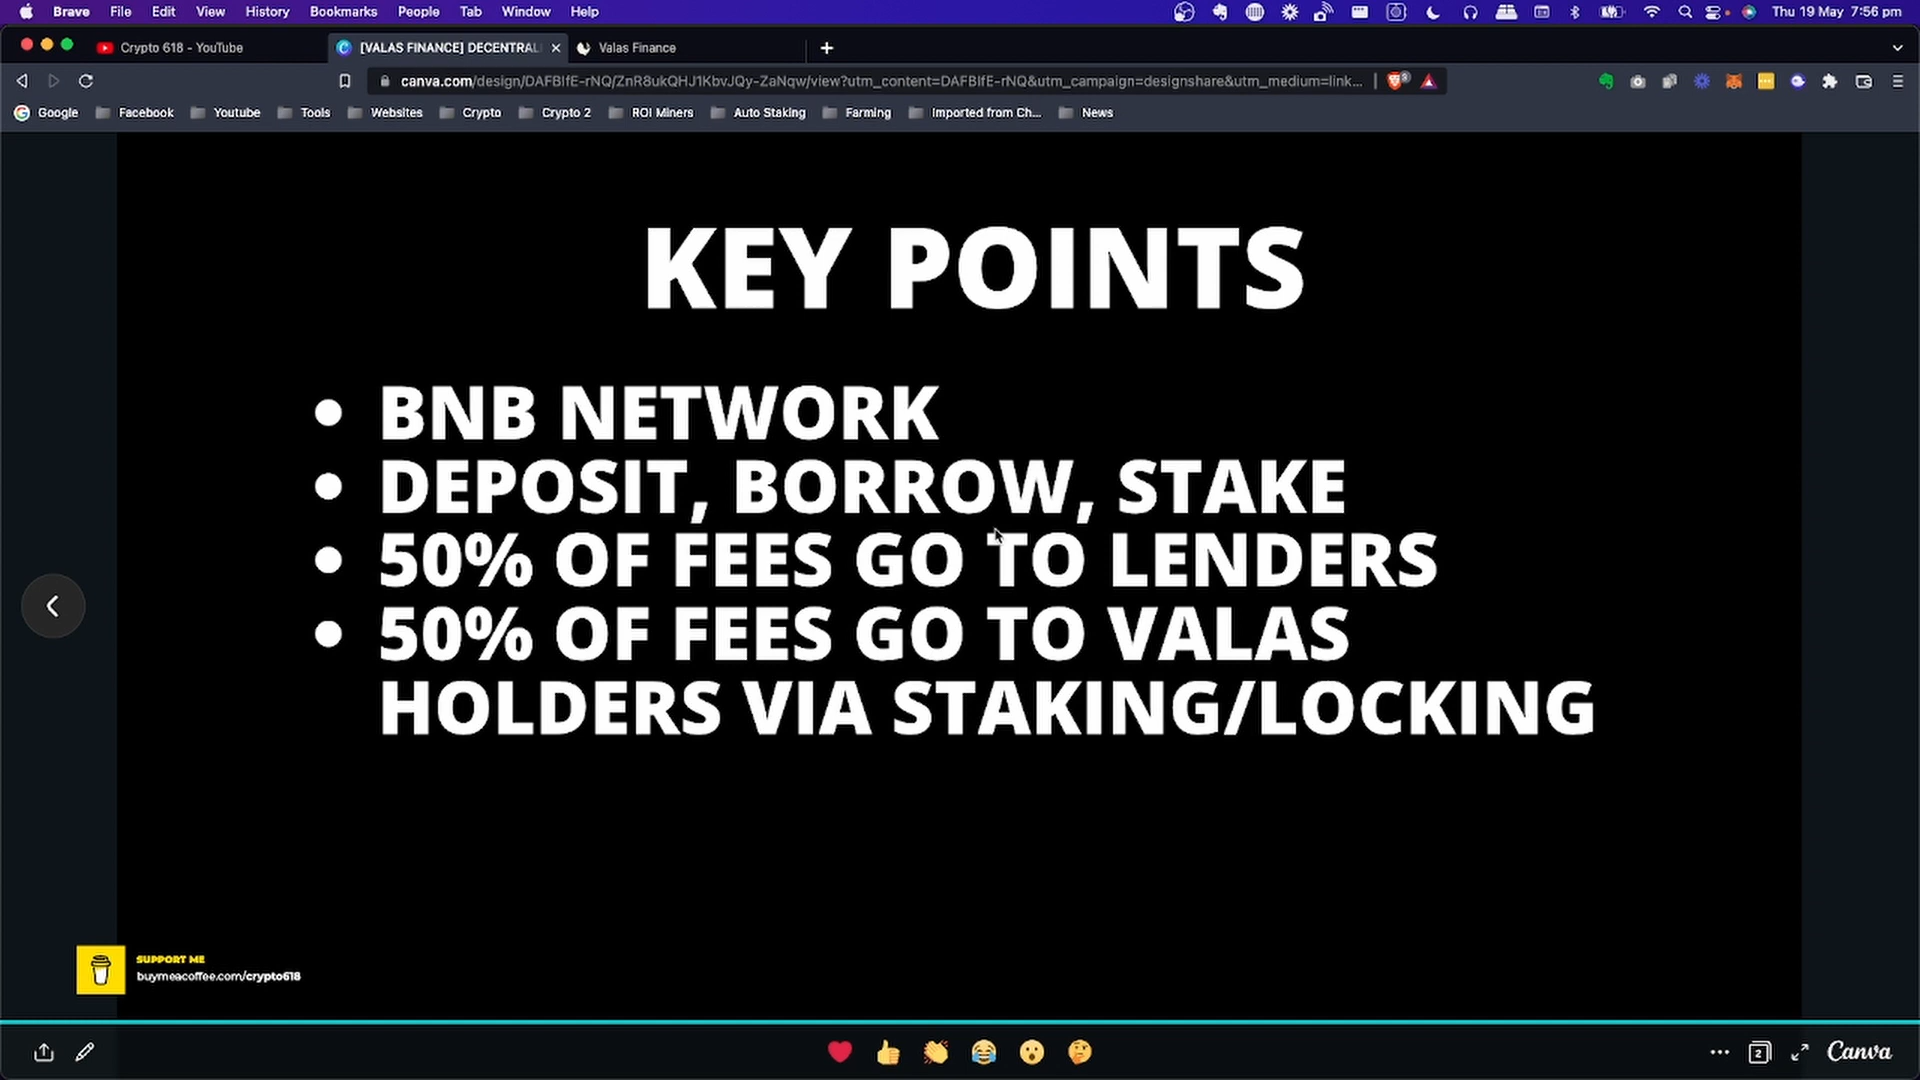 Brave File Edit View History Bookmarks People Tab Window Help Thu 19 May 7:56 pm
Crypto 618 - YouTube [VALAS FINANCE] DECENTRAL Valas Finance
canva.com/design/DAFBIfE-rNQ/ZnR8ukQHJ1KbvJQy-ZaNqw/view?utm_content=DAFBIfE-rNQ&utm_campaign=designshare&utm_medium=link...
Google Facebook Youtube Tools Websites Crypto Crypto 2 ROI Miners Auto Staking Farming Imported from Ch... News
KEY POINTS
• BNB NETWORK
• DEPOSIT, BORROW, STAKE
• 50% OF FEES GO TO LENDERS
• 50% OF FEES GO TO VALAS
HOLDERS VIA STAKING/LOCKING
SUPPORT ME
buymeacoffee.com/crypto618
2 Canva